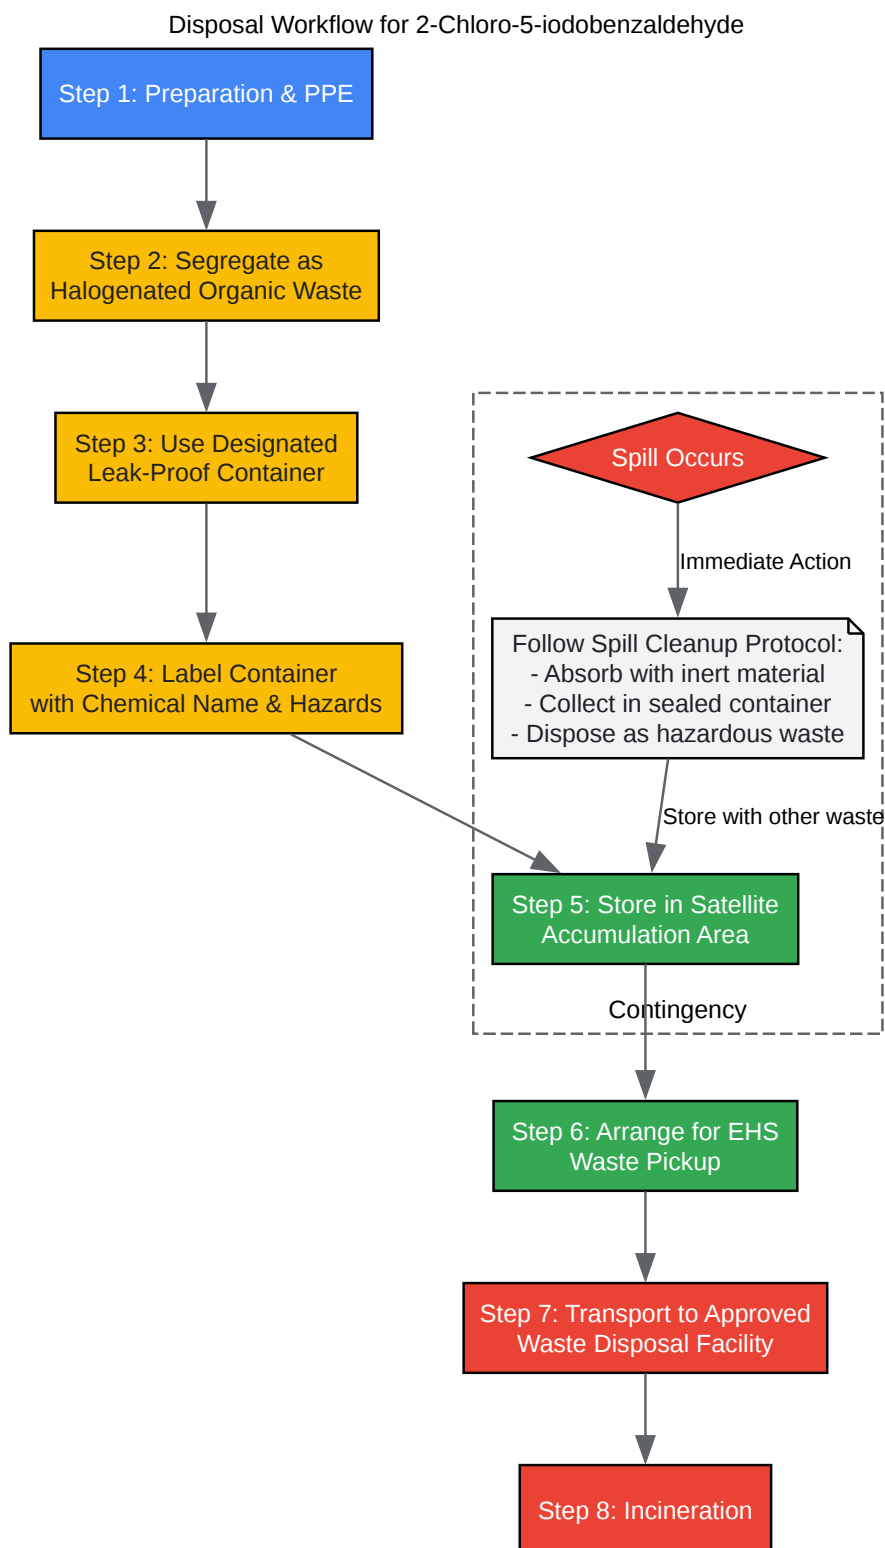 Disposal Workflow for 2-Chloro-5-iodobenzaldehyde
Step 1: Preparation & PPE
Step 2: Segregate as
Halogenated Organic Waste
Step 3: Use Designated
Leak-Proof Container
Spill Occurs
Immediate Action
Follow Spill Cleanup Protocol:
- Absorb with inert material
- Collect in sealed container
- Dispose as hazardous waste
Step 4: Label Container
with Chemical Name & Hazards
Store with other waste
Step 5: Store in Satellite
Accumulation Area
Contingency
Step 6: Arrange for EHS
Waste Pickup
Step 7: Transport to Approved
Waste Disposal Facility
Step 8: Incineration